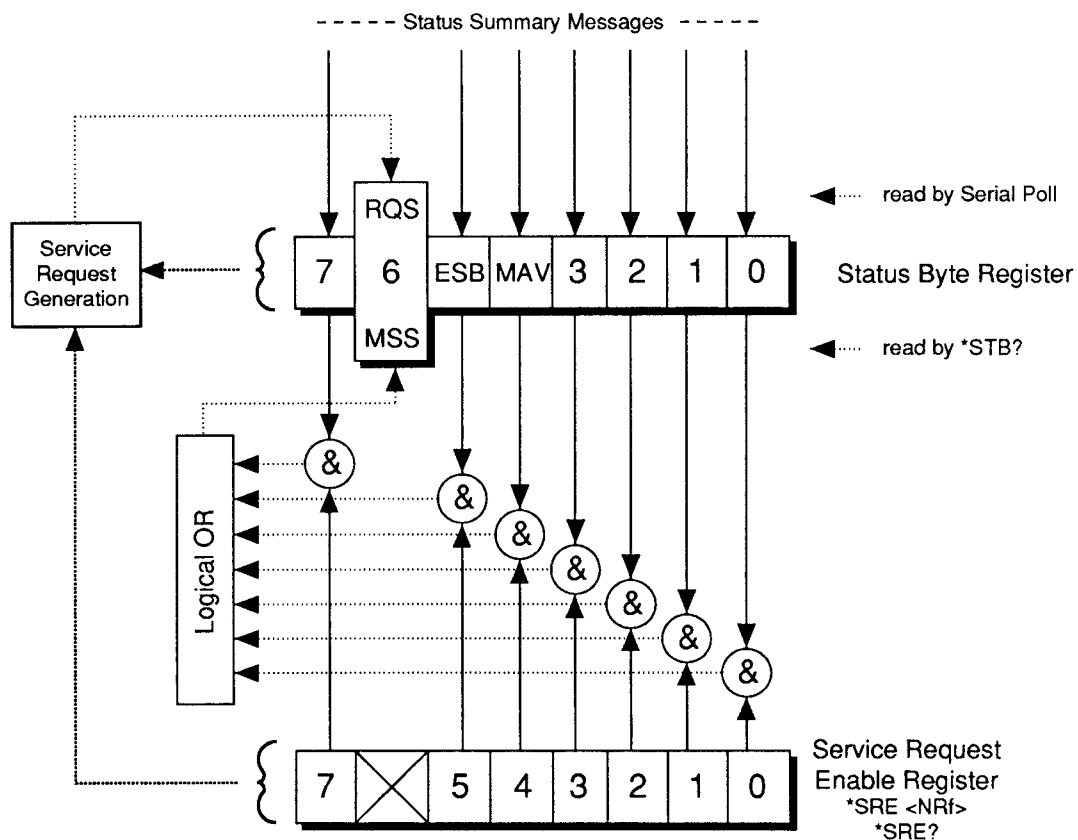 Status Summary Messages
RQS
read by Serial Poll
Service
Request
Generation
7 6 ESB MAV 3 2 1 0
Status Byte Register
MSS
read by *STB?
&
&
&
&
&
&
&
Logical OR
7 5 4 3 2 1 0
Service Request
Enable Register
*SRE <NRf>
*SRE?